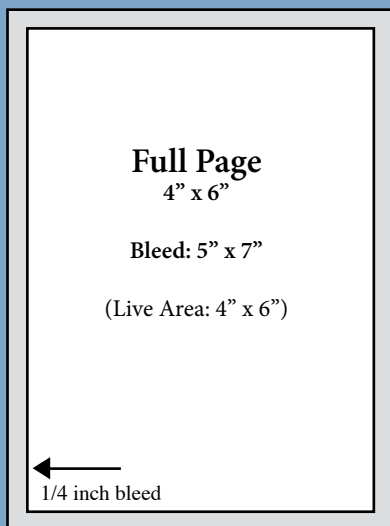 Full Page
4” x 6”
Bleed: 5” x 7”
(Live Area: 4” x 6”)
1/4 inch bleed